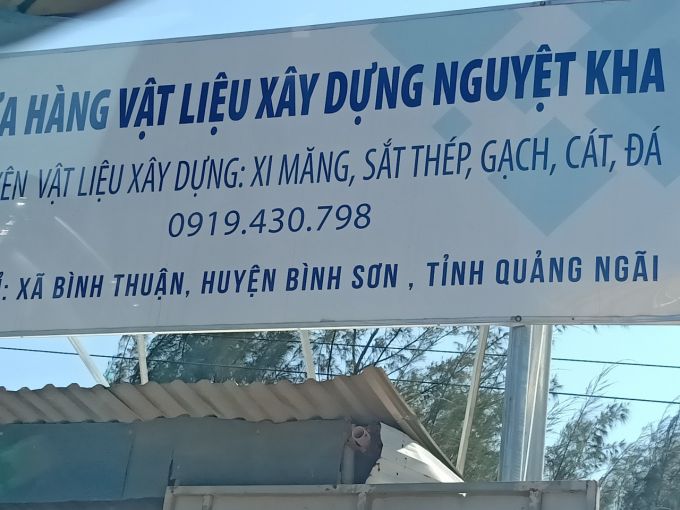 HÀNG VẬT LIỆU XÂY DỰNG NGUYỆT KHA
VẬT LIỆU XÂY DỰNG: XI MĂNG, SẮT THÉP, GẠCH, CÁT, ĐÁ
0919.430.798
: XÃ BÌNH THUẬN, HUYỆN BÌNH SƠN , TỈNH QUẢNG NGÃI